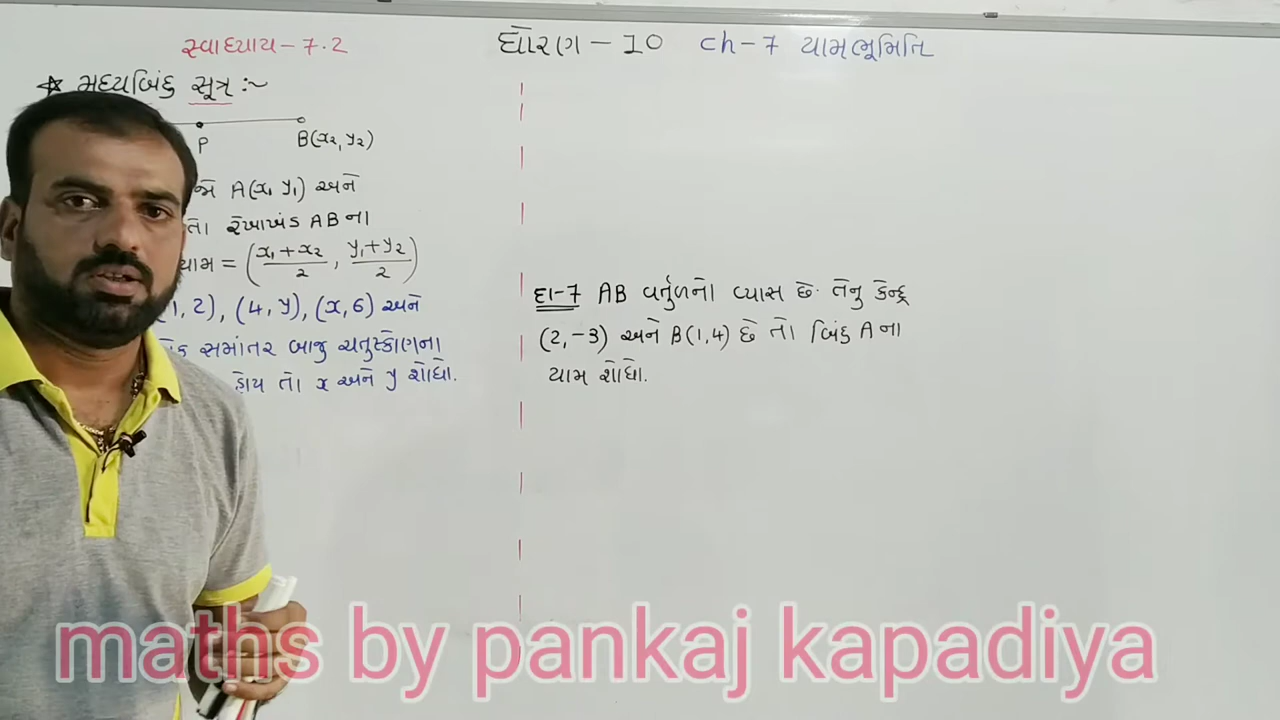 સ્વાધ્યાય - 7.2
ધોરણ - 10 ch-7 યામભૂમિતિ
મધ્યબિંદુ સૂત્ર :~
P
B(x2, y2)
A(x1 y1) અને
રેખાખંડ AB ના
યામ = (x1+x2/2 , y1+y2/2)
, 2), (4, y), (x, 6) અને
સમાંતર બાજુ ચતુષ્કોણના
હોય તો x અને y શોધો.
દા-7 AB વર્તુળનો વ્યાસ છે. તેનુ કેન્દ્ર
(2, -3) અને B(1,4) છે તો બિંદુ A ના
યામ શોધો.
maths by pankaj kapadiya